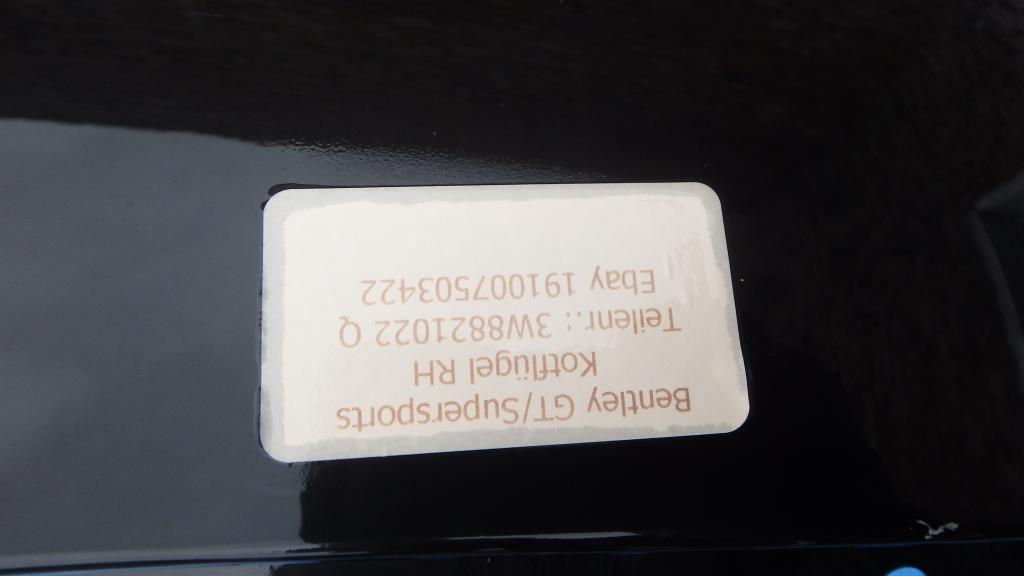 Bentley GT/Supersports
Kotflügel RH
Teilenr.: 3W8821022 Q
Ebay 191007503422